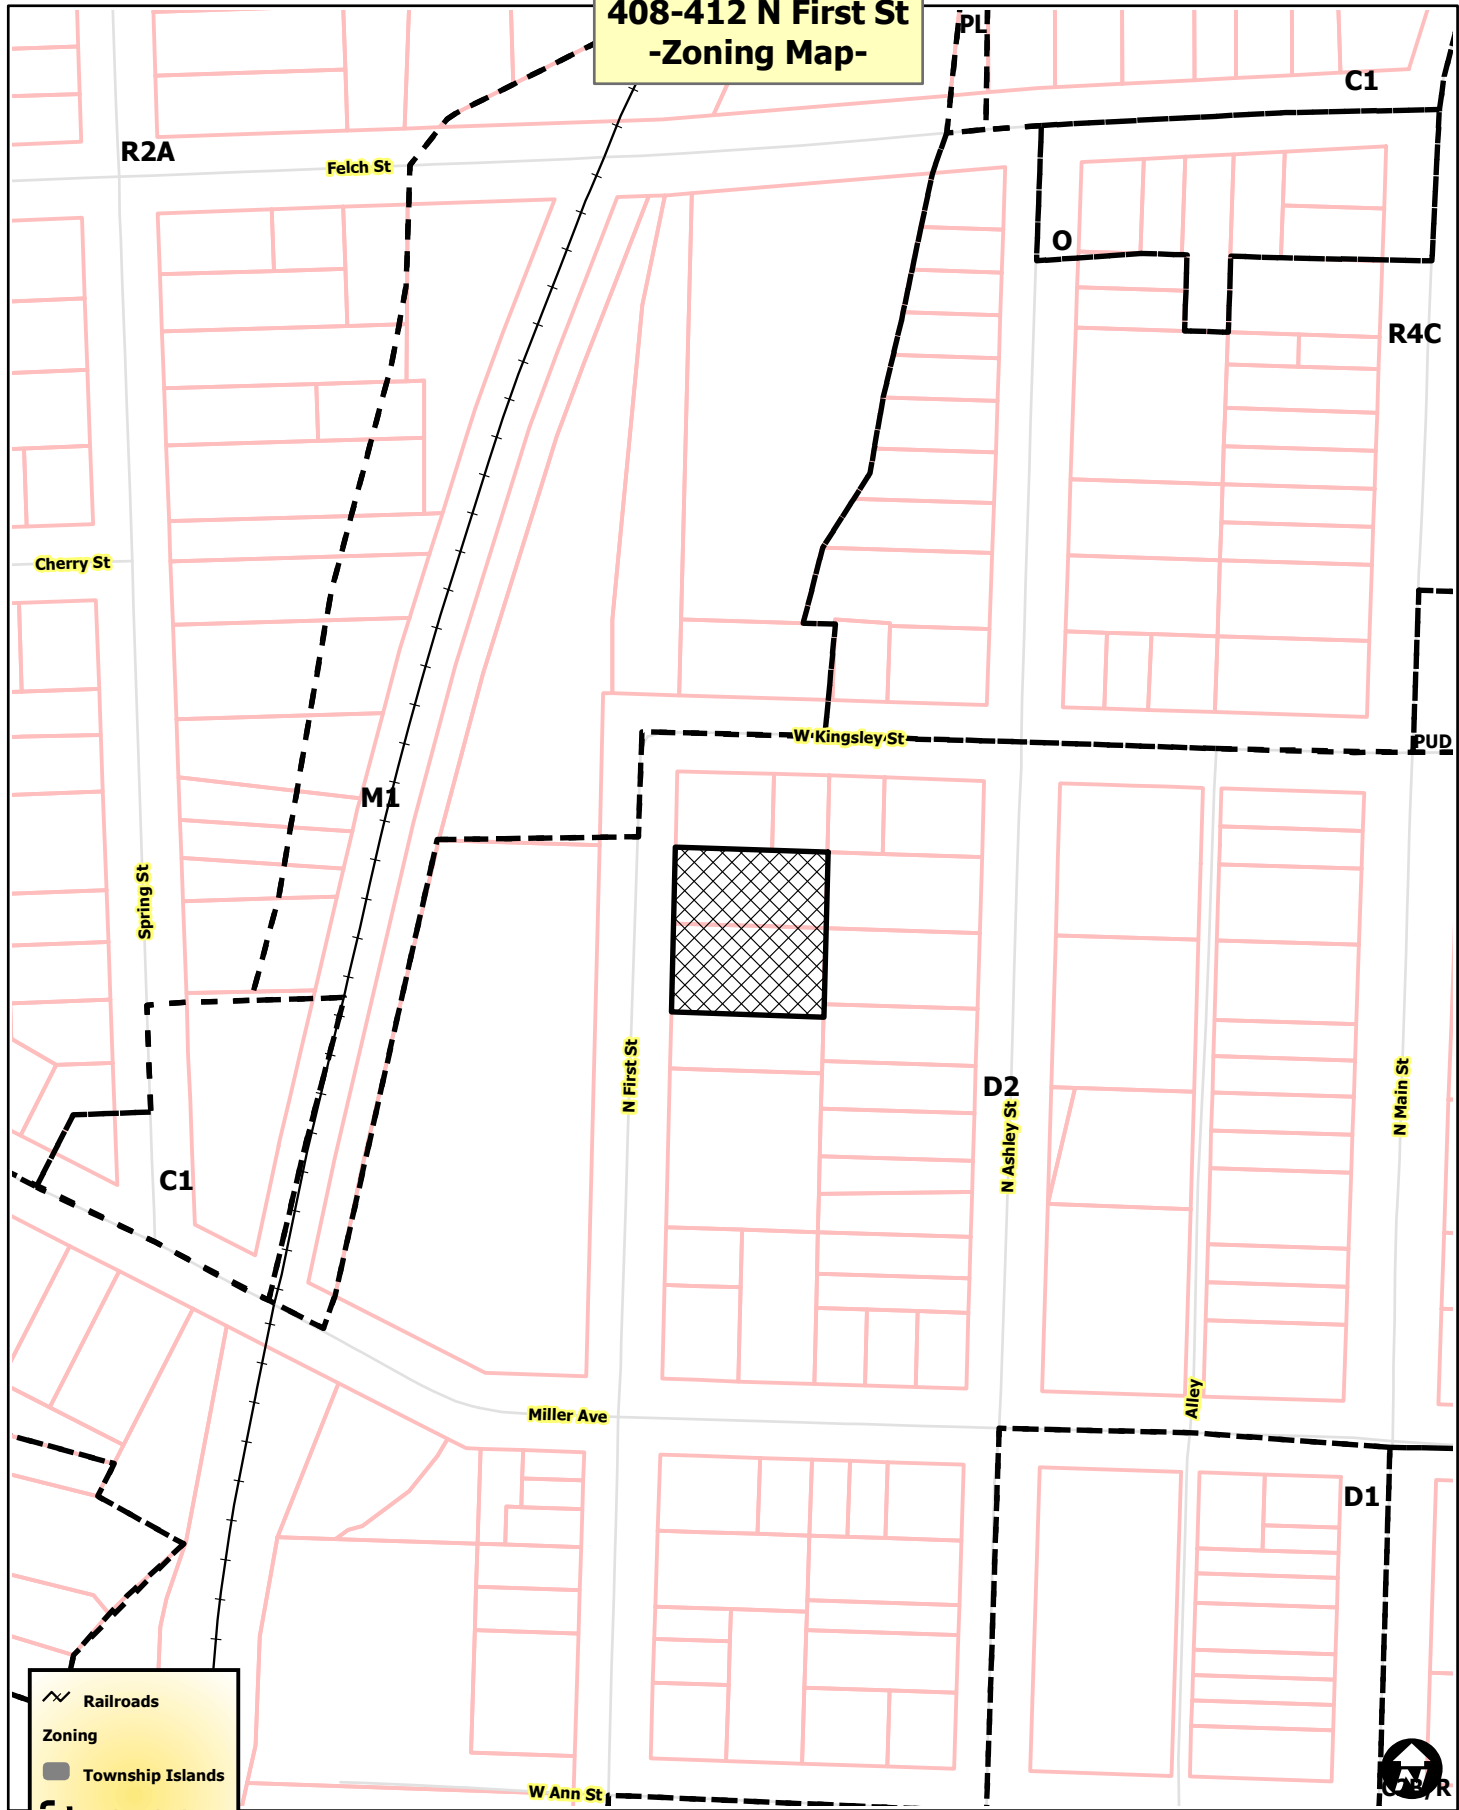 408-412 N First St
-Zoning Map-
PL
C1
R2A
Felch St
O
R4C
Cherry St
W Kingsley St
PUD
M1
Spring St
N First St
D2
N Ashley St
N Main St
C1
Alley
Miller Ave
D1
Railroads
Zoning
Township Islands
W Ann St